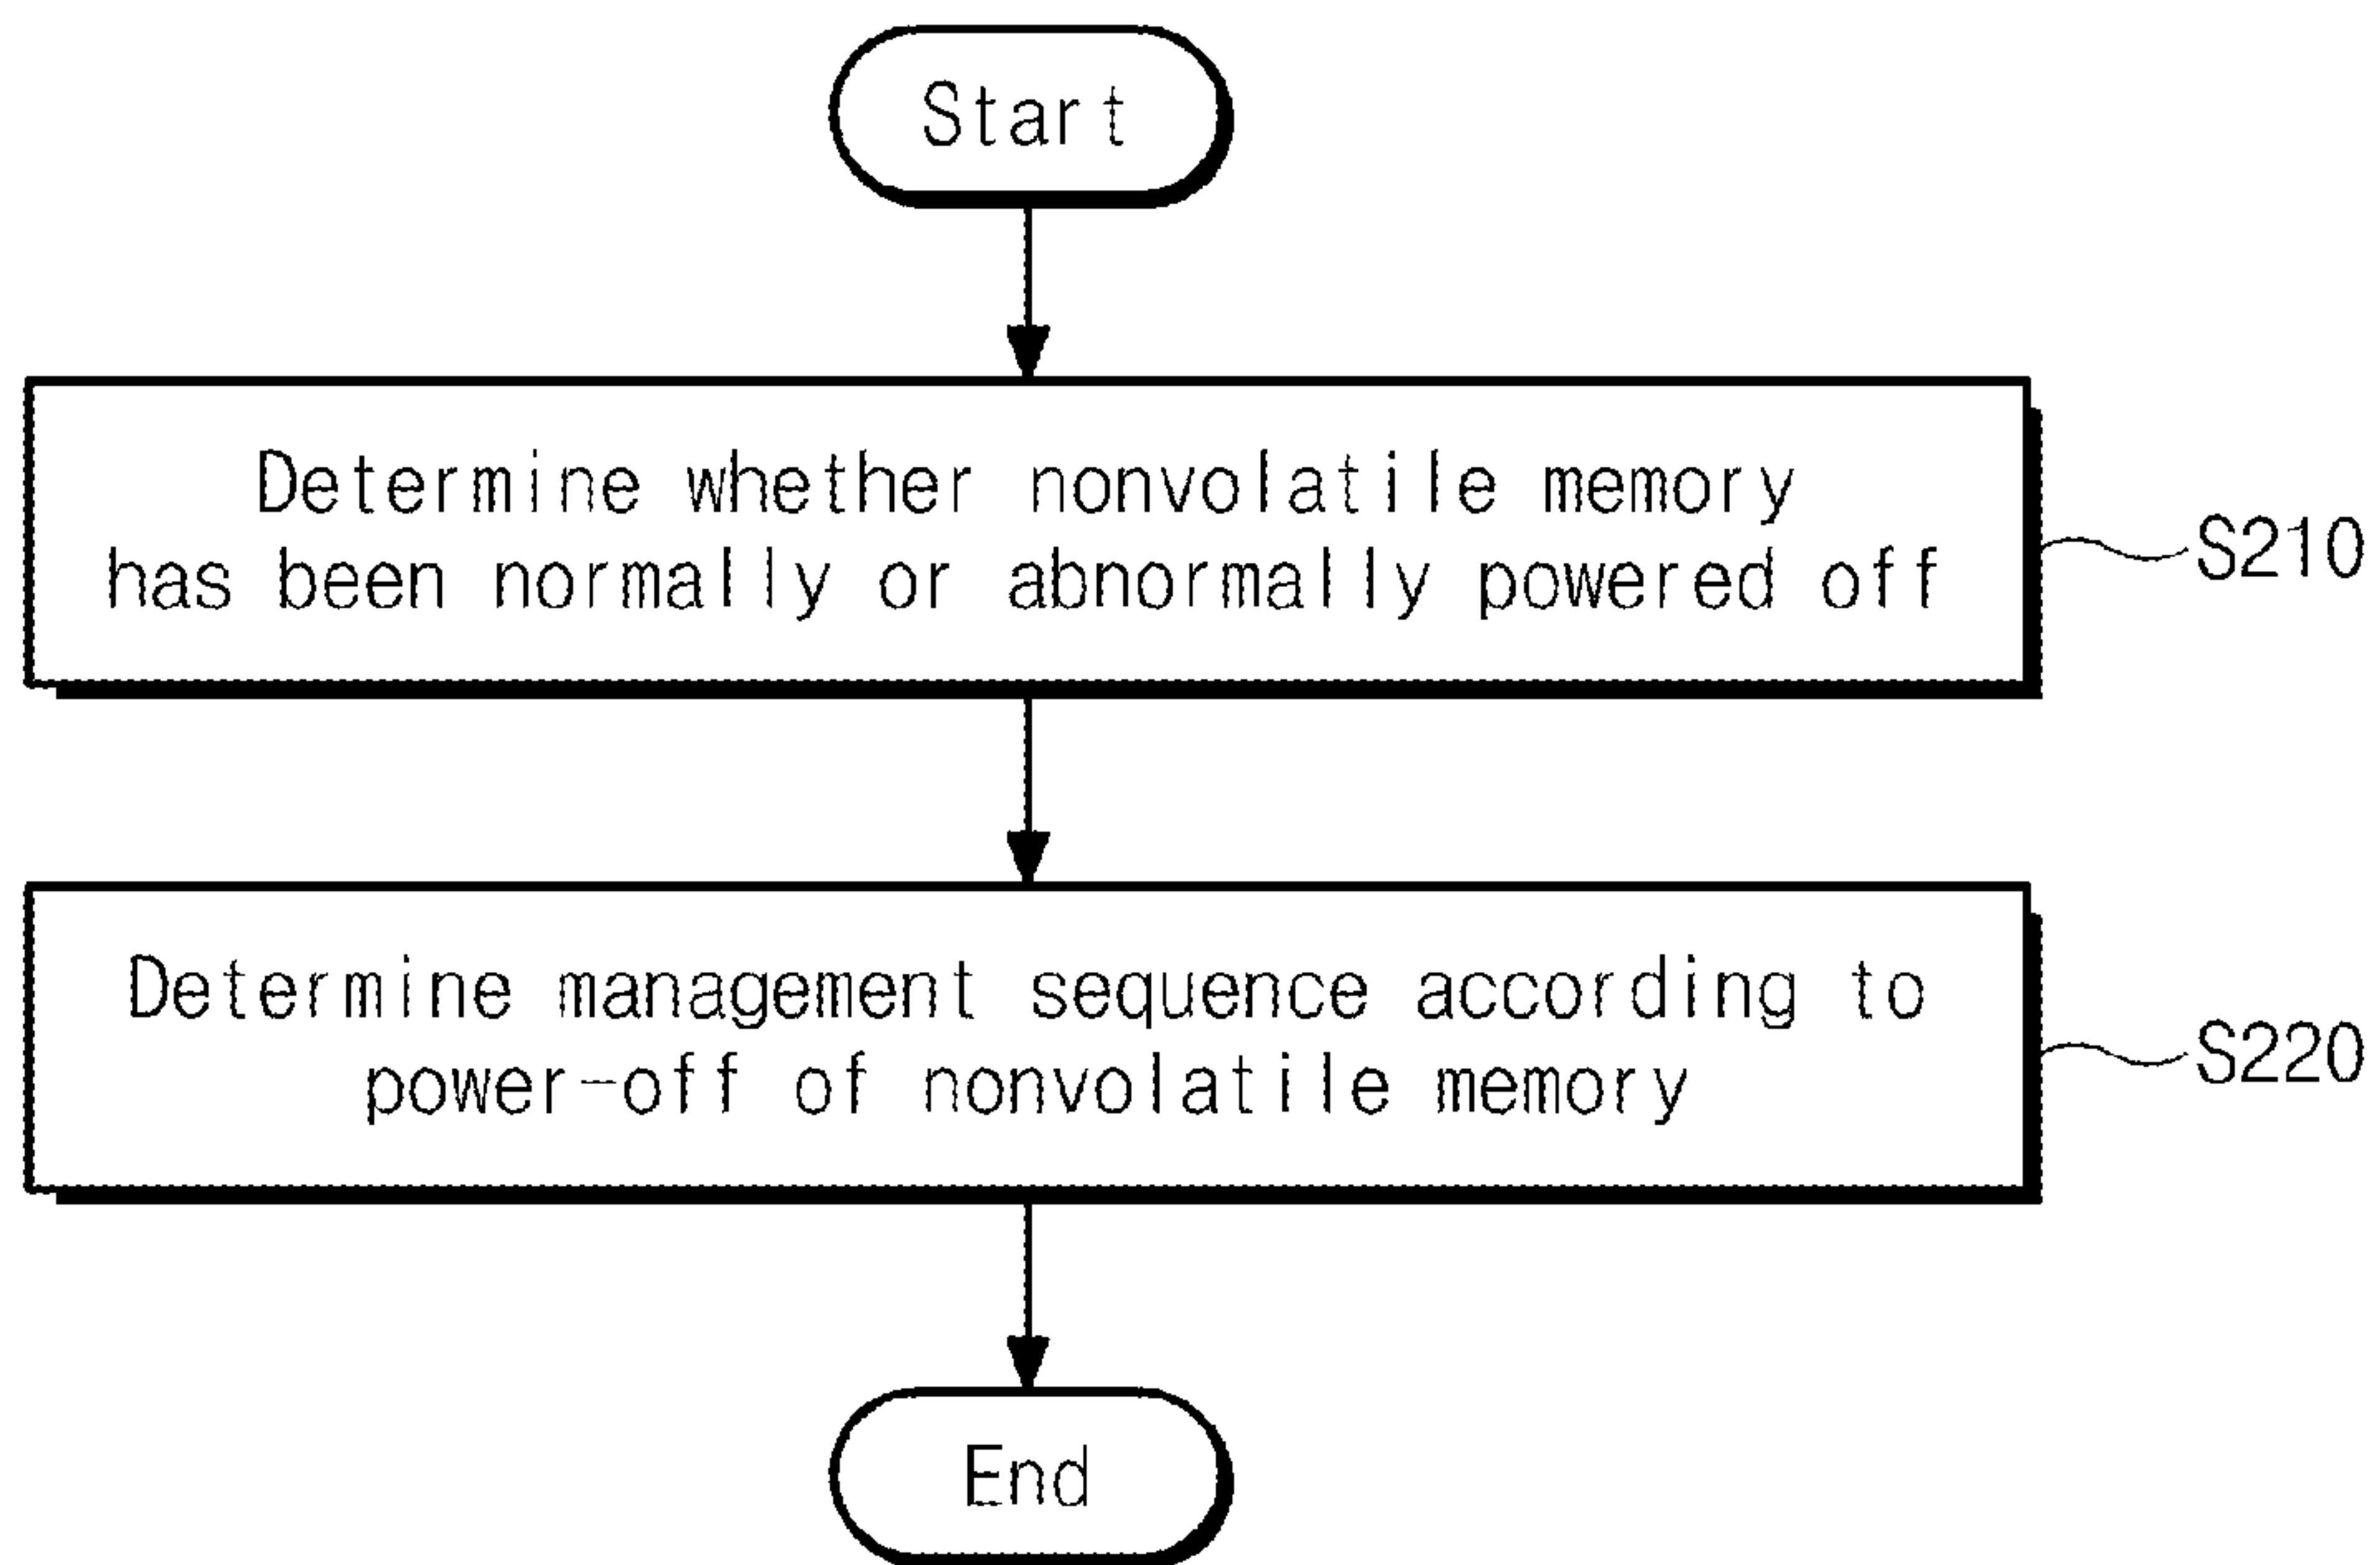 Start
Determine whether nonvolatile memory
has been normally or abnormally powered off
S210
Determine management sequence according to
power-off of nonvolatile memory
S220
End